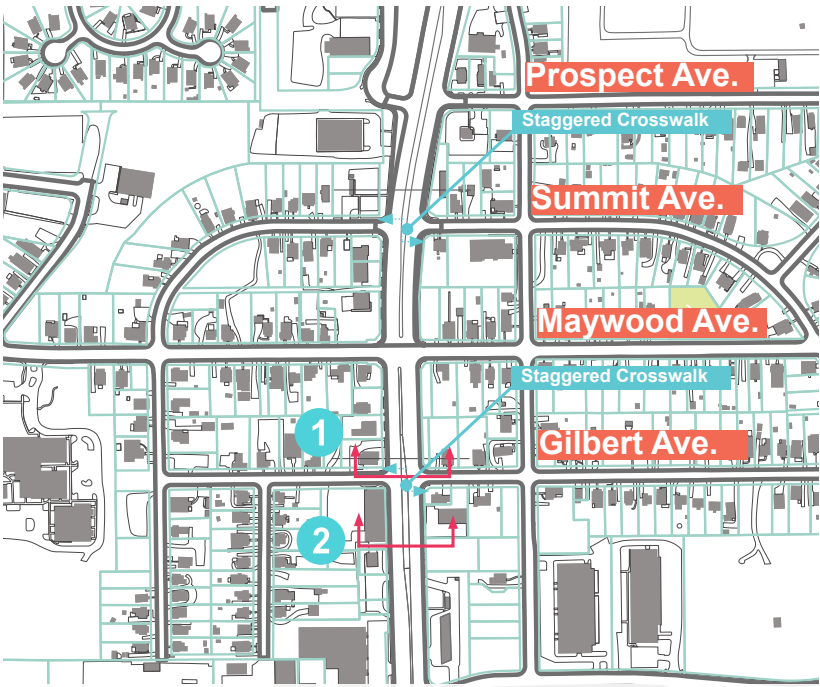 Prospect Ave.
Staggered Crosswalk
Summit Ave.
Maywood Ave.
Staggered Crosswalk
1
Gilbert Ave.
2